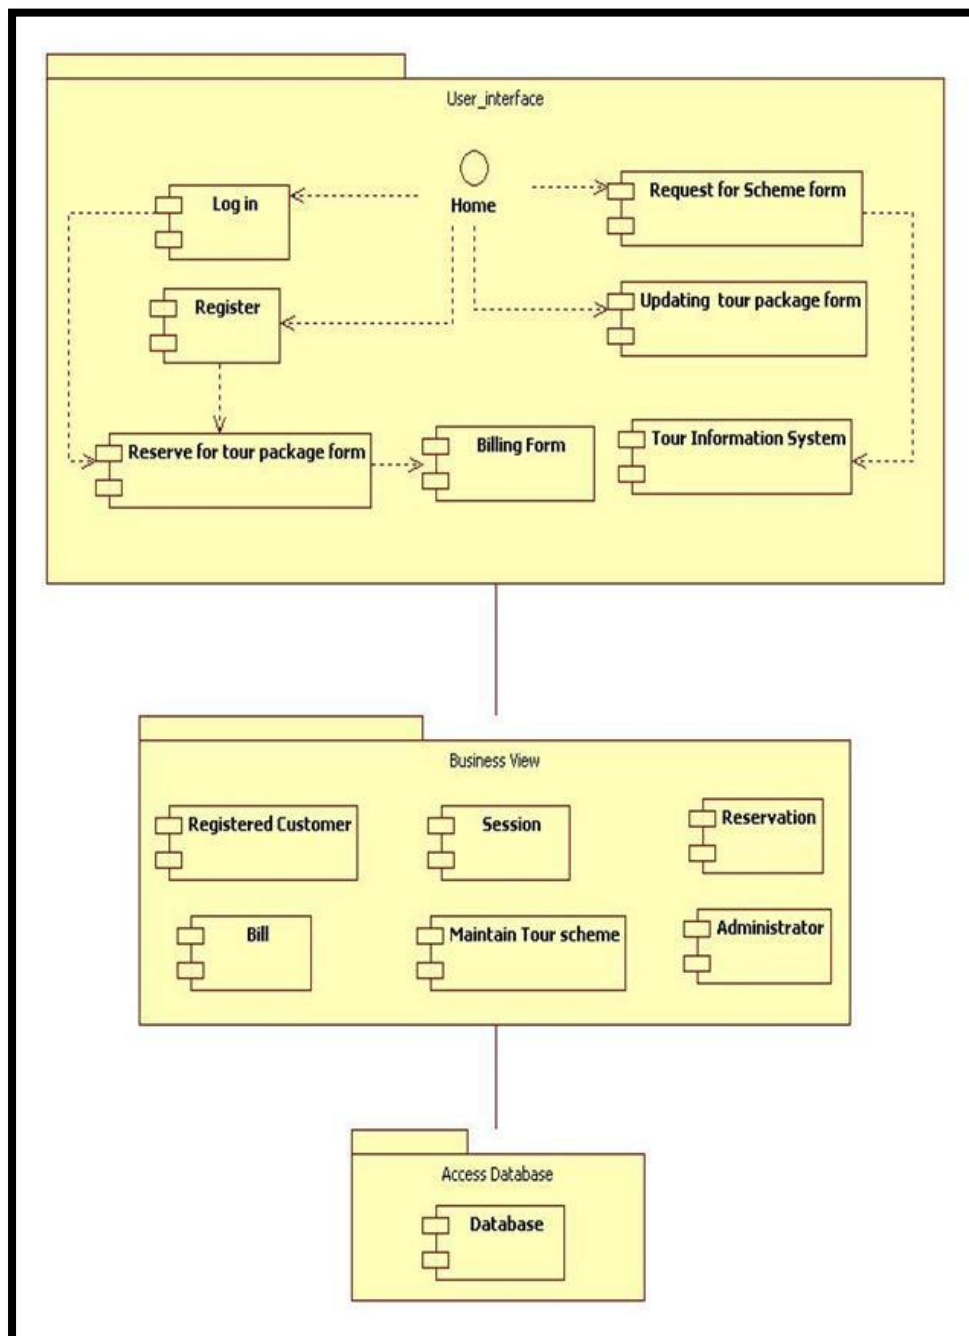 User_interface
Home
Log in
Request for Scheme form
Register
Updating tour package form
Reserve for tour package form
Billing Form
Tour Information System
Business View
Registered Customer
Session
Reservation
Bill
Maintain Tour scheme
Administrator
Access Database
Database